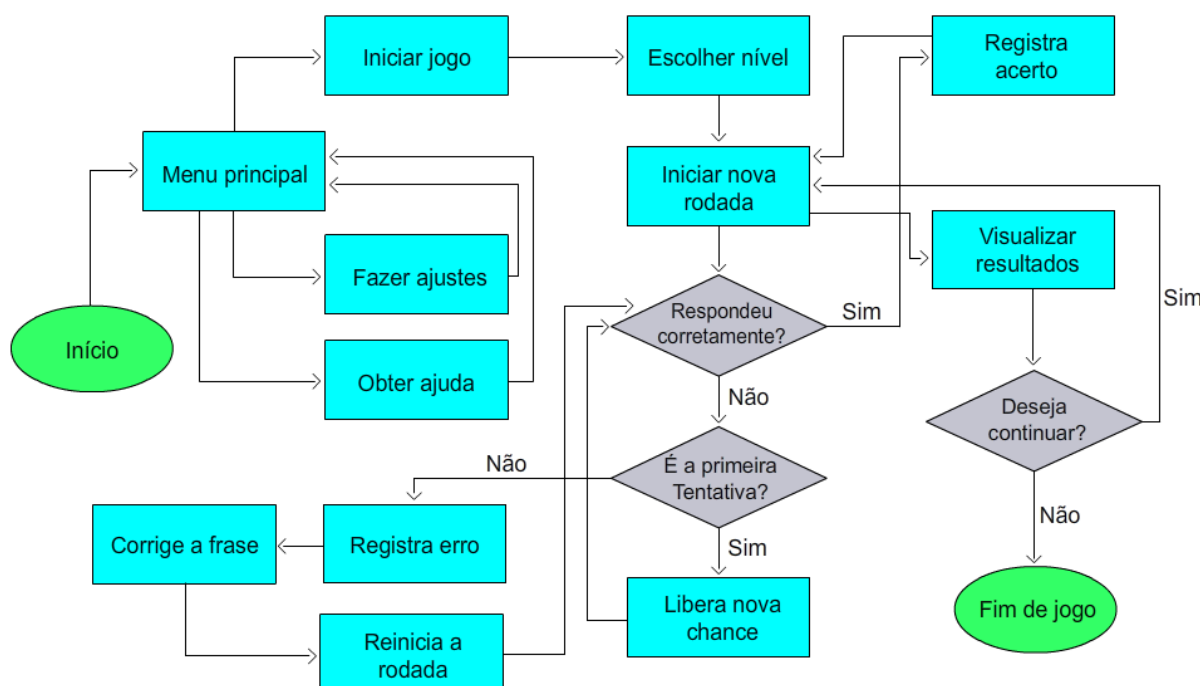 Iniciar jogo
Escolher nível
Registra
acerto
Menu principal
Iniciar nova
rodada
Fazer ajustes
Visualizar
resultados
Início
Respondeu
corretamente?
Sim
Sim
Obter ajuda
Não
Deseja
continuar?
Não
É a primeira
Tentativa?
Não
Corrige a frase
Registra erro
Sim
Libera nova
chance
Fim de jogo
Reinicia a
rodada